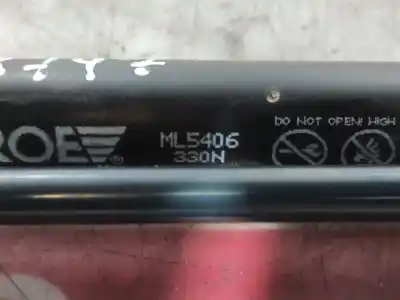 ROE®
ML5406
330N
DO NOT OPEN! HIGH